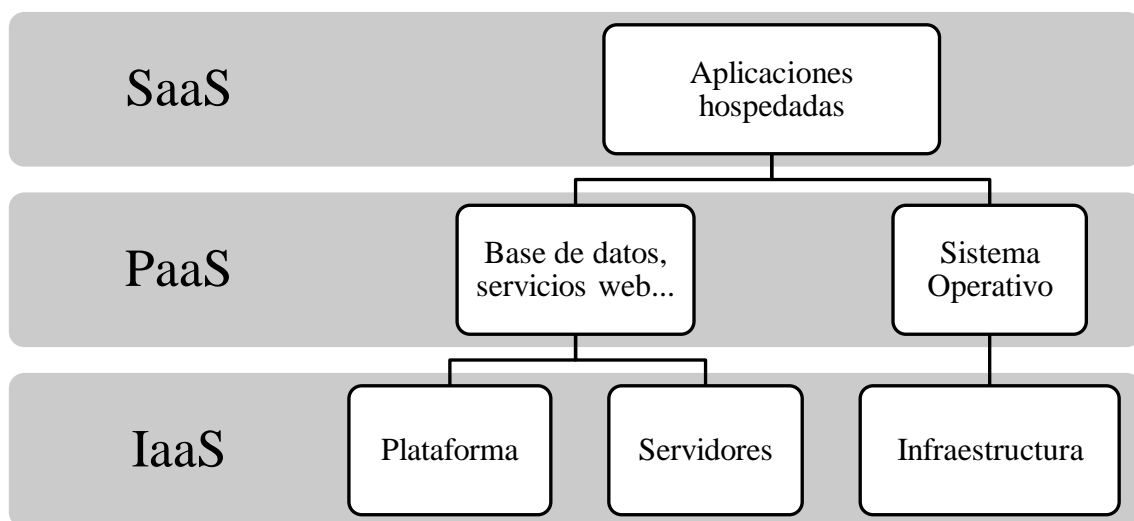 SaaS
Aplicaciones
hospedadas
PaaS
Base de datos,
servicios web...
Sistema
Operativo
IaaS
Plataforma
Servidores
Infraestructura